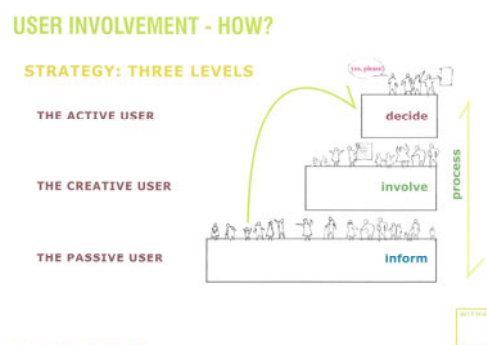 USER INVOLVEMENT - HOW?
STRATEGY: THREE LEVELS
yes, please!
THE ACTIVE USER
decide
THE CREATIVE USER
involve
process
THE PASSIVE USER
inform